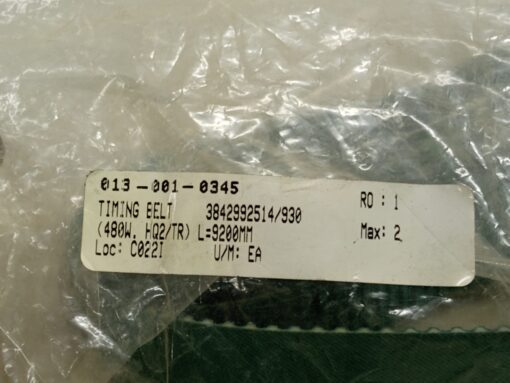 013-001-0345 RO : 1
TIMING BELT 3842992514/930
(480W. HQ2/TR) L=9200MM Max: 2
Loc: C022I U/M: EA